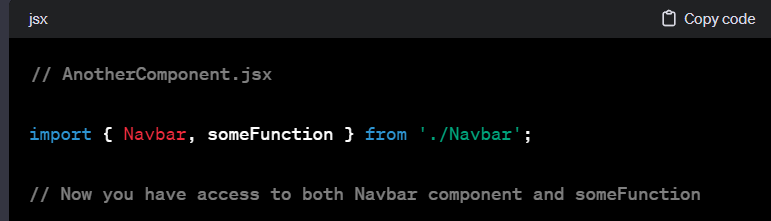 jsx
Copy code
// AnotherComponent.jsx
import { Navbar, someFunction } from './Navbar';
// Now you have access to both Navbar component and someFunction